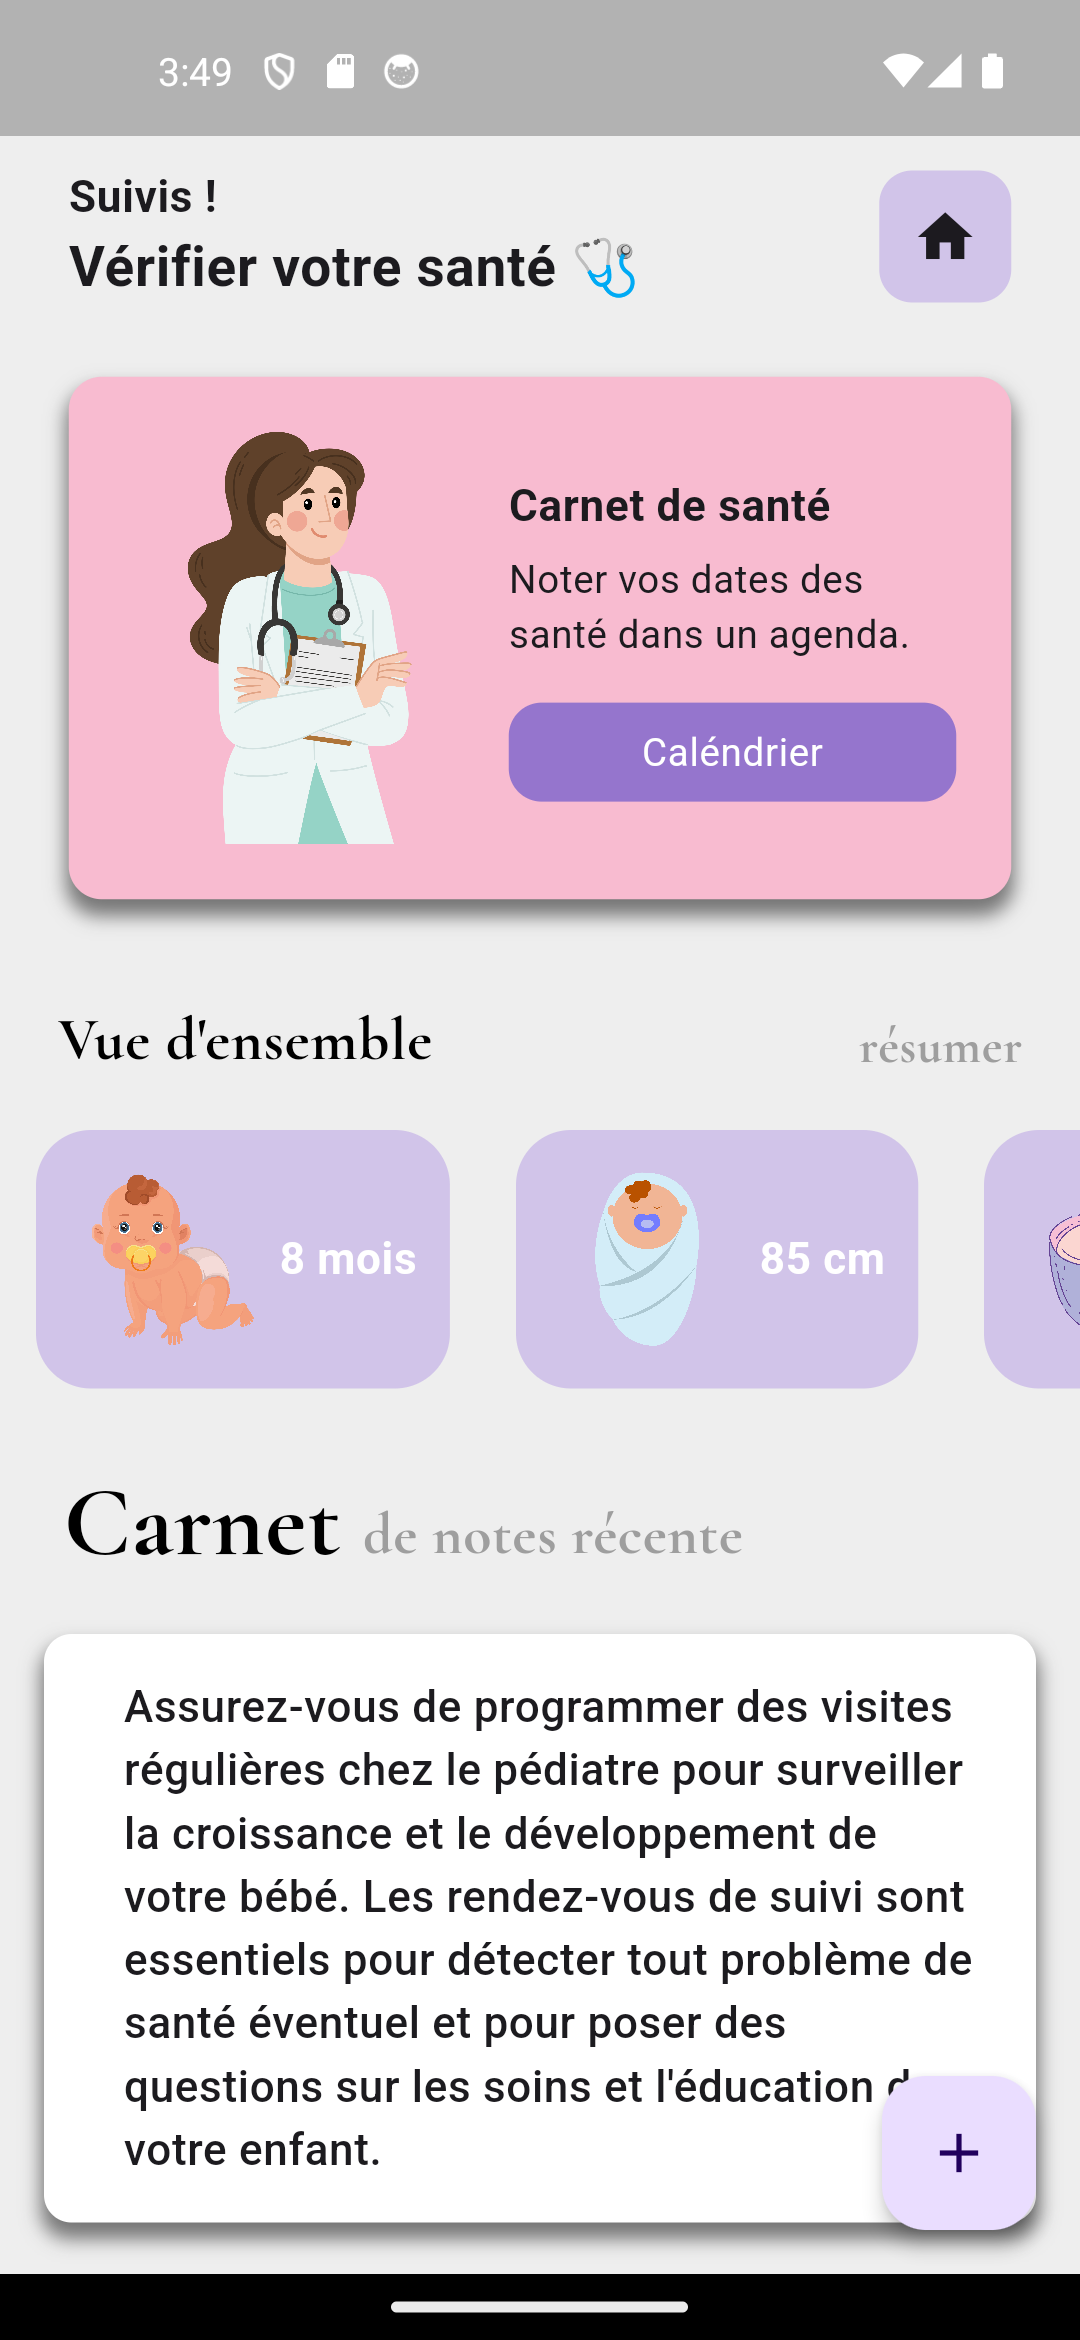 3:49
Suivis !
Vérifier votre santé 🩺
Carnet de santé
Noter vos dates des
santé dans un agenda.
Caléndrier
Vue d'ensemble
résumer
8 mois
85 cm
Carnet de notes récente
Assurez-vous de programmer des visites
régulières chez le pédiatre pour surveiller
la croissance et le développement de
votre bébé. Les rendez-vous de suivi sont
essentiels pour détecter tout problème de
santé éventuel et pour poser des
questions sur les soins et l'éducation
votre enfant.